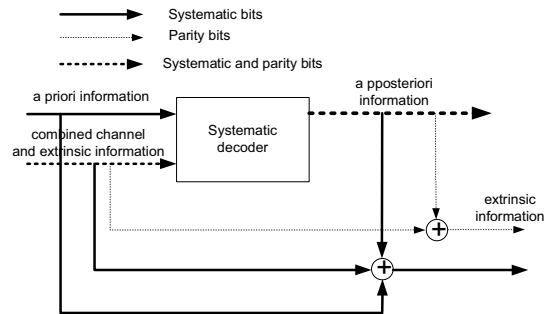 Systematic bits
Parity bits
Systematic and parity bits
a priori information
a pposteriori
information
combined channel
and extrinsic information
Systematic
decoder
extrinsic
information
+
+